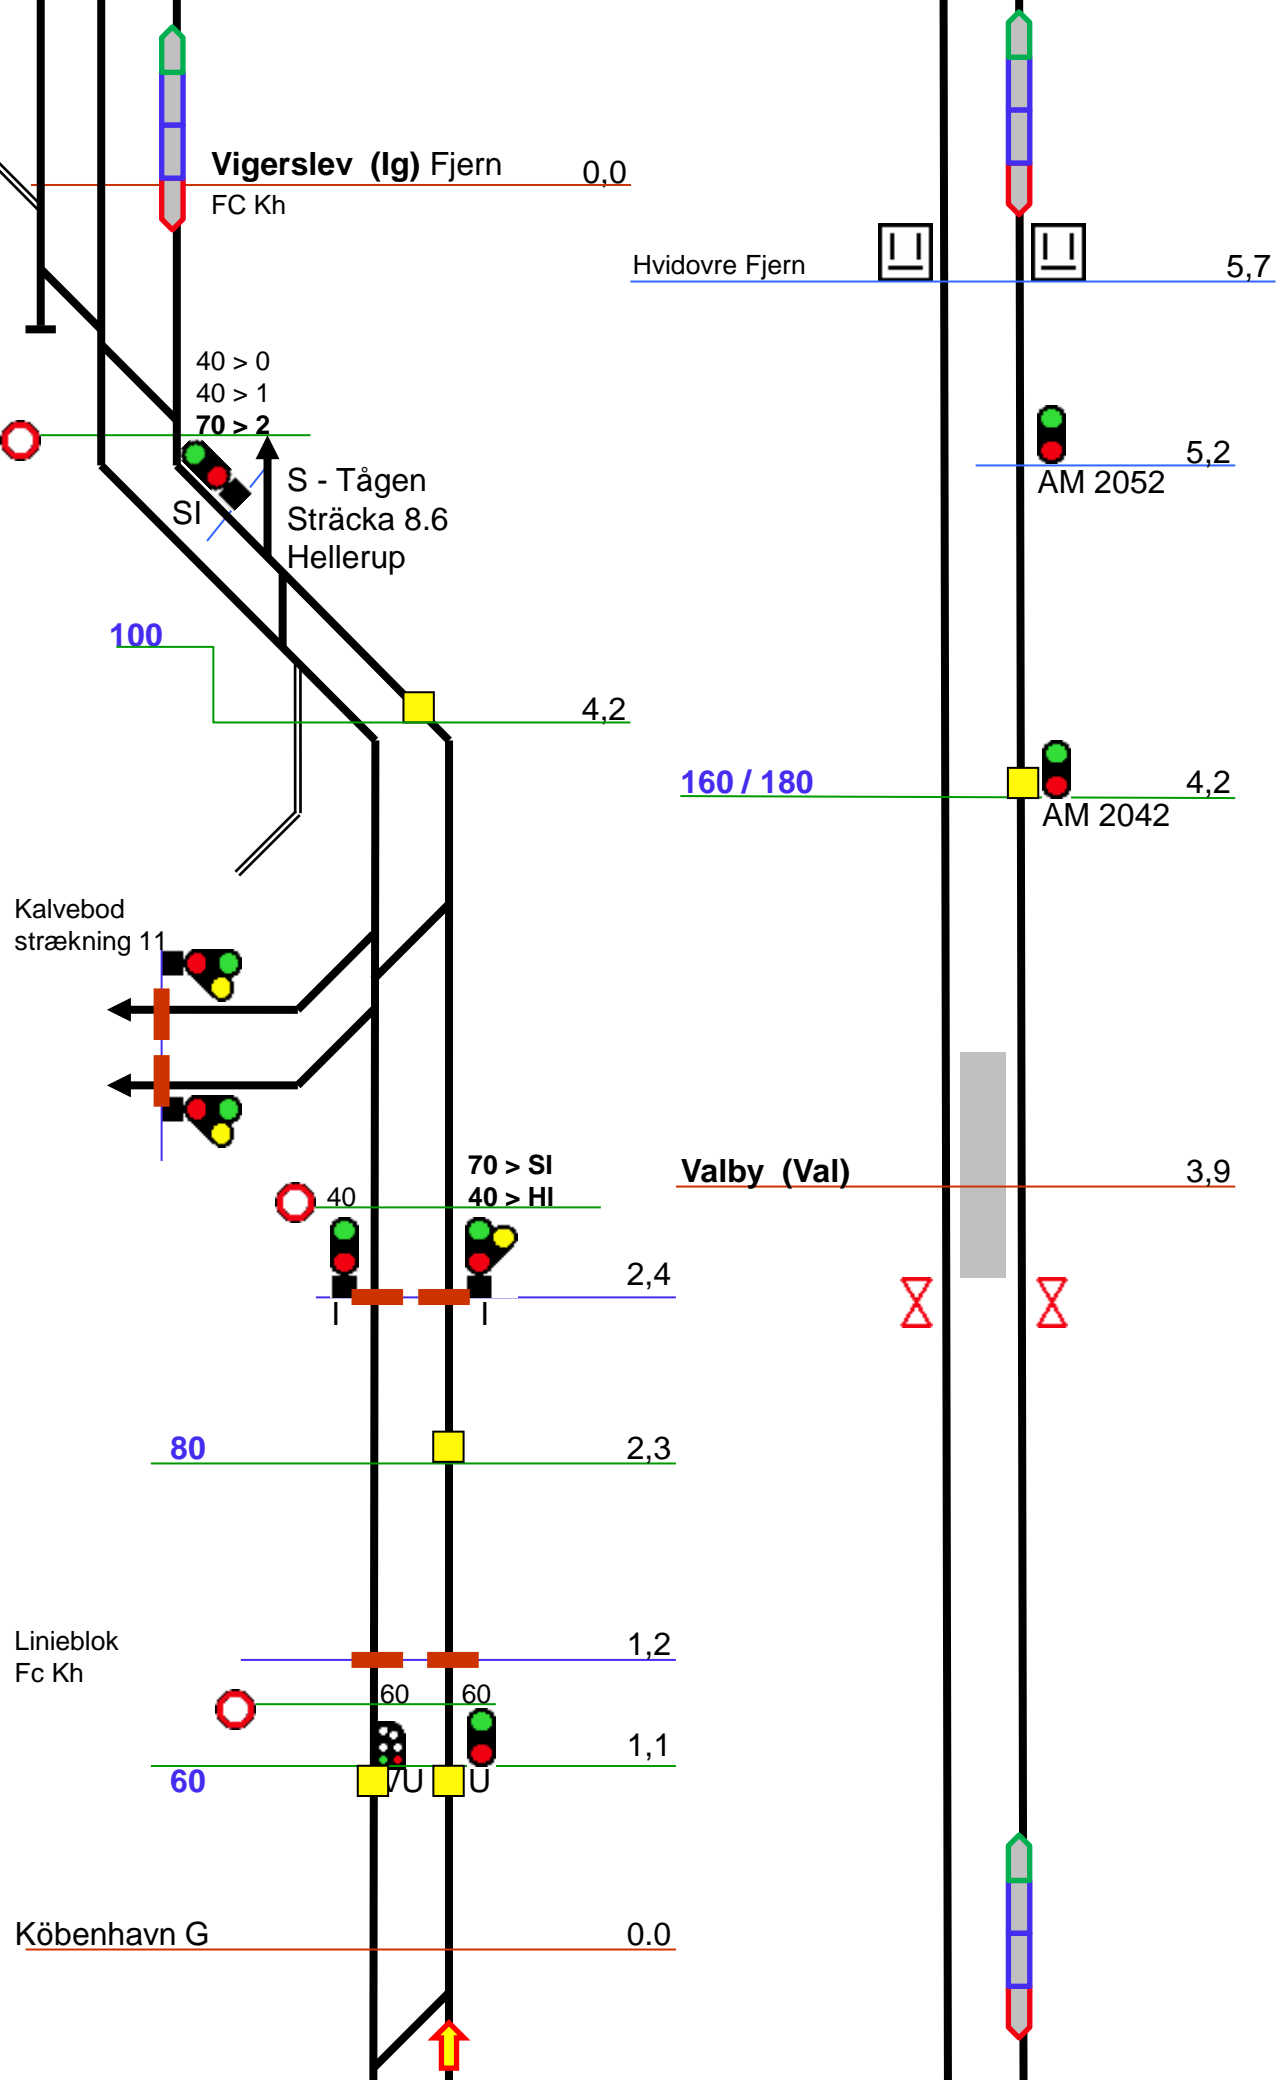 Vigerslev (Ig) Fjern 0,0
FC Kh
40 > 0
40 > 1
70 > 2
SI
S - Tågen
Sträcka 8.6
Hellerup
100
4,2
Kalvebod
strækning 11
70 > SI
40 40 > HI
2,4
I I
80 2,3
Linieblok
Fc Kh
1,2
60 60
1,1
60 VU U
Köbenhavn G 0.0
Hvidovre Fjern 5,7
5,2
AM 2052
160 / 180 4,2
AM 2042
Valby (Val) 3,9